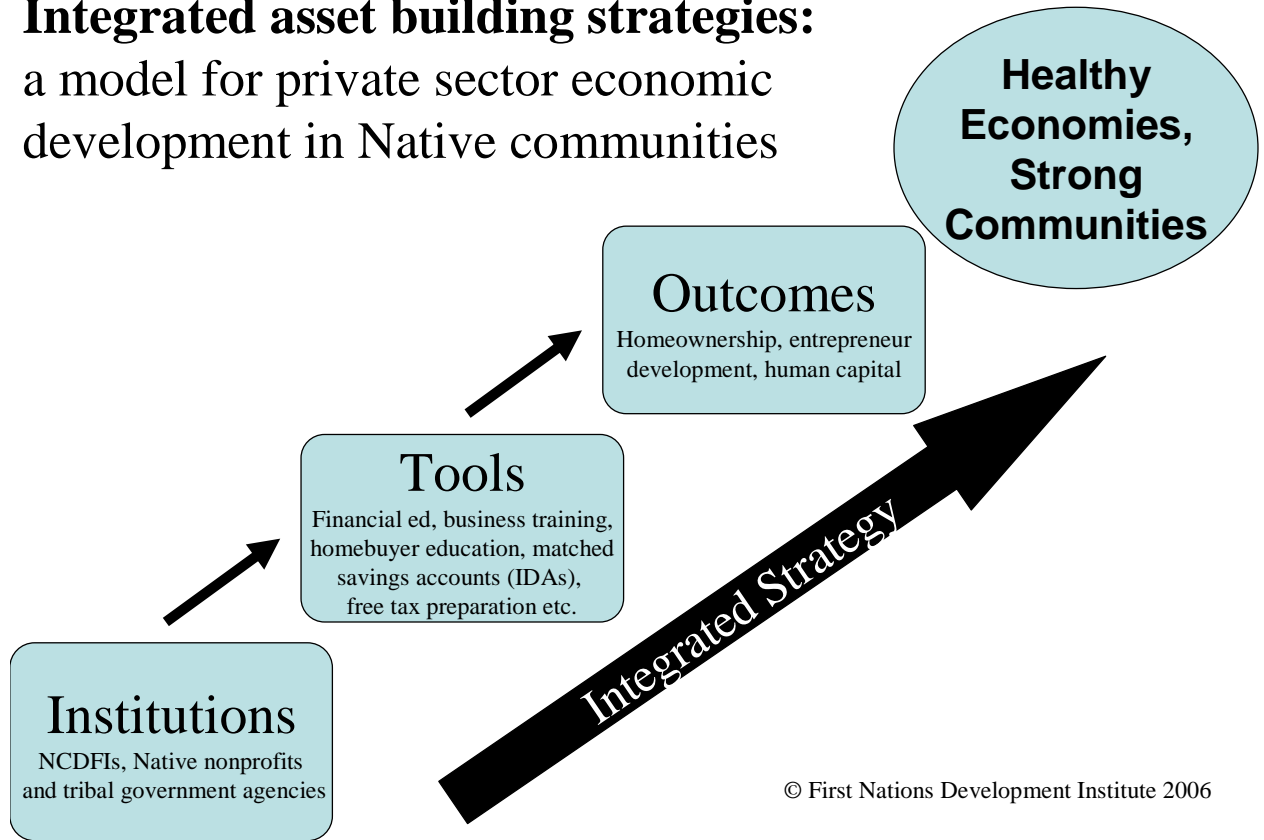 Integrated asset building strategies:
a model for private sector economic
development in Native communities
Healthy
Economies,
Strong
Communities
Outcomes
Homeownership, entrepreneur
development, human capital
Tools
Financial ed, business training,
homebuyer education, matched
savings accounts (IDAs),
free tax preparation etc.
Integrated Strategy
Institutions
NCDFIs, Native nonprofits
and tribal government agencies
© First Nations Development Institute 2006